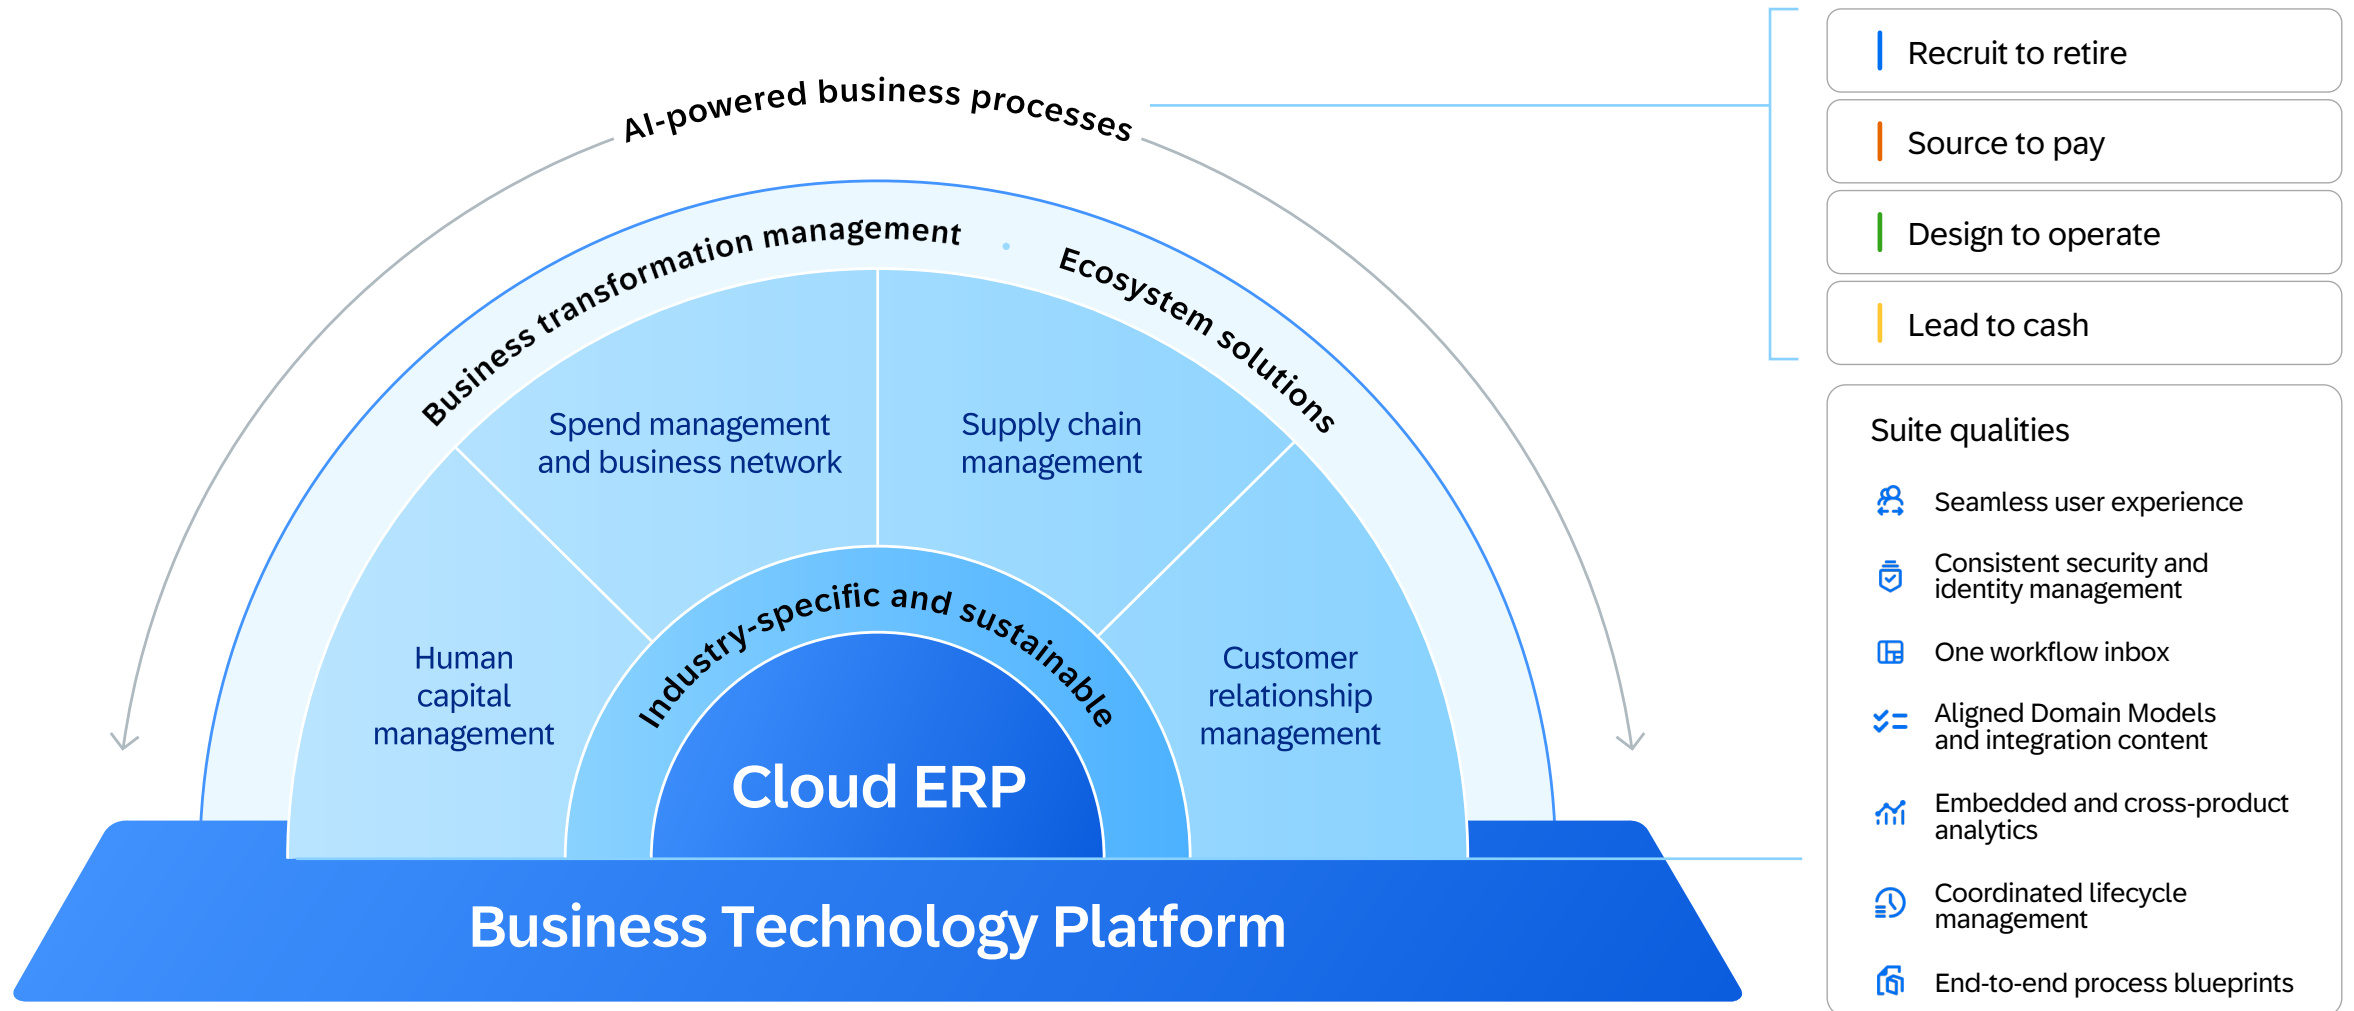 AI-powered business processes
Business transformation management
·
Ecosystem solutions
Spend management
and business network
Supply chain
management
Human
capital
management
Customer
relationship
management
Industry-specific and sustainable
Cloud ERP
Business Technology Platform
Recruit to retire
Source to pay
Design to operate
Lead to cash
Suite qualities
Seamless user experience
Consistent security and
identity management
One workflow inbox
Aligned Domain Models
and integration content
Embedded and cross-product
analytics
Coordinated lifecycle
management
End-to-end process blueprints